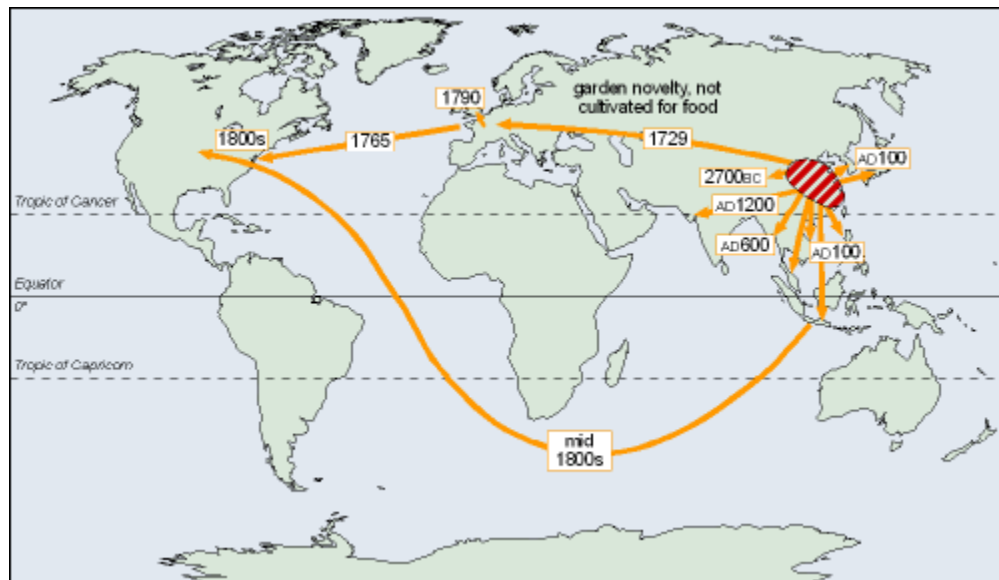 garden novelty, not
cultivated for food
1790
1800s
1765
1729
AD100
2700BC
Tropic of Cancer
AD1200
AD600
AD100
Equator
0°
Tropic of Capricorn
mid
1800s